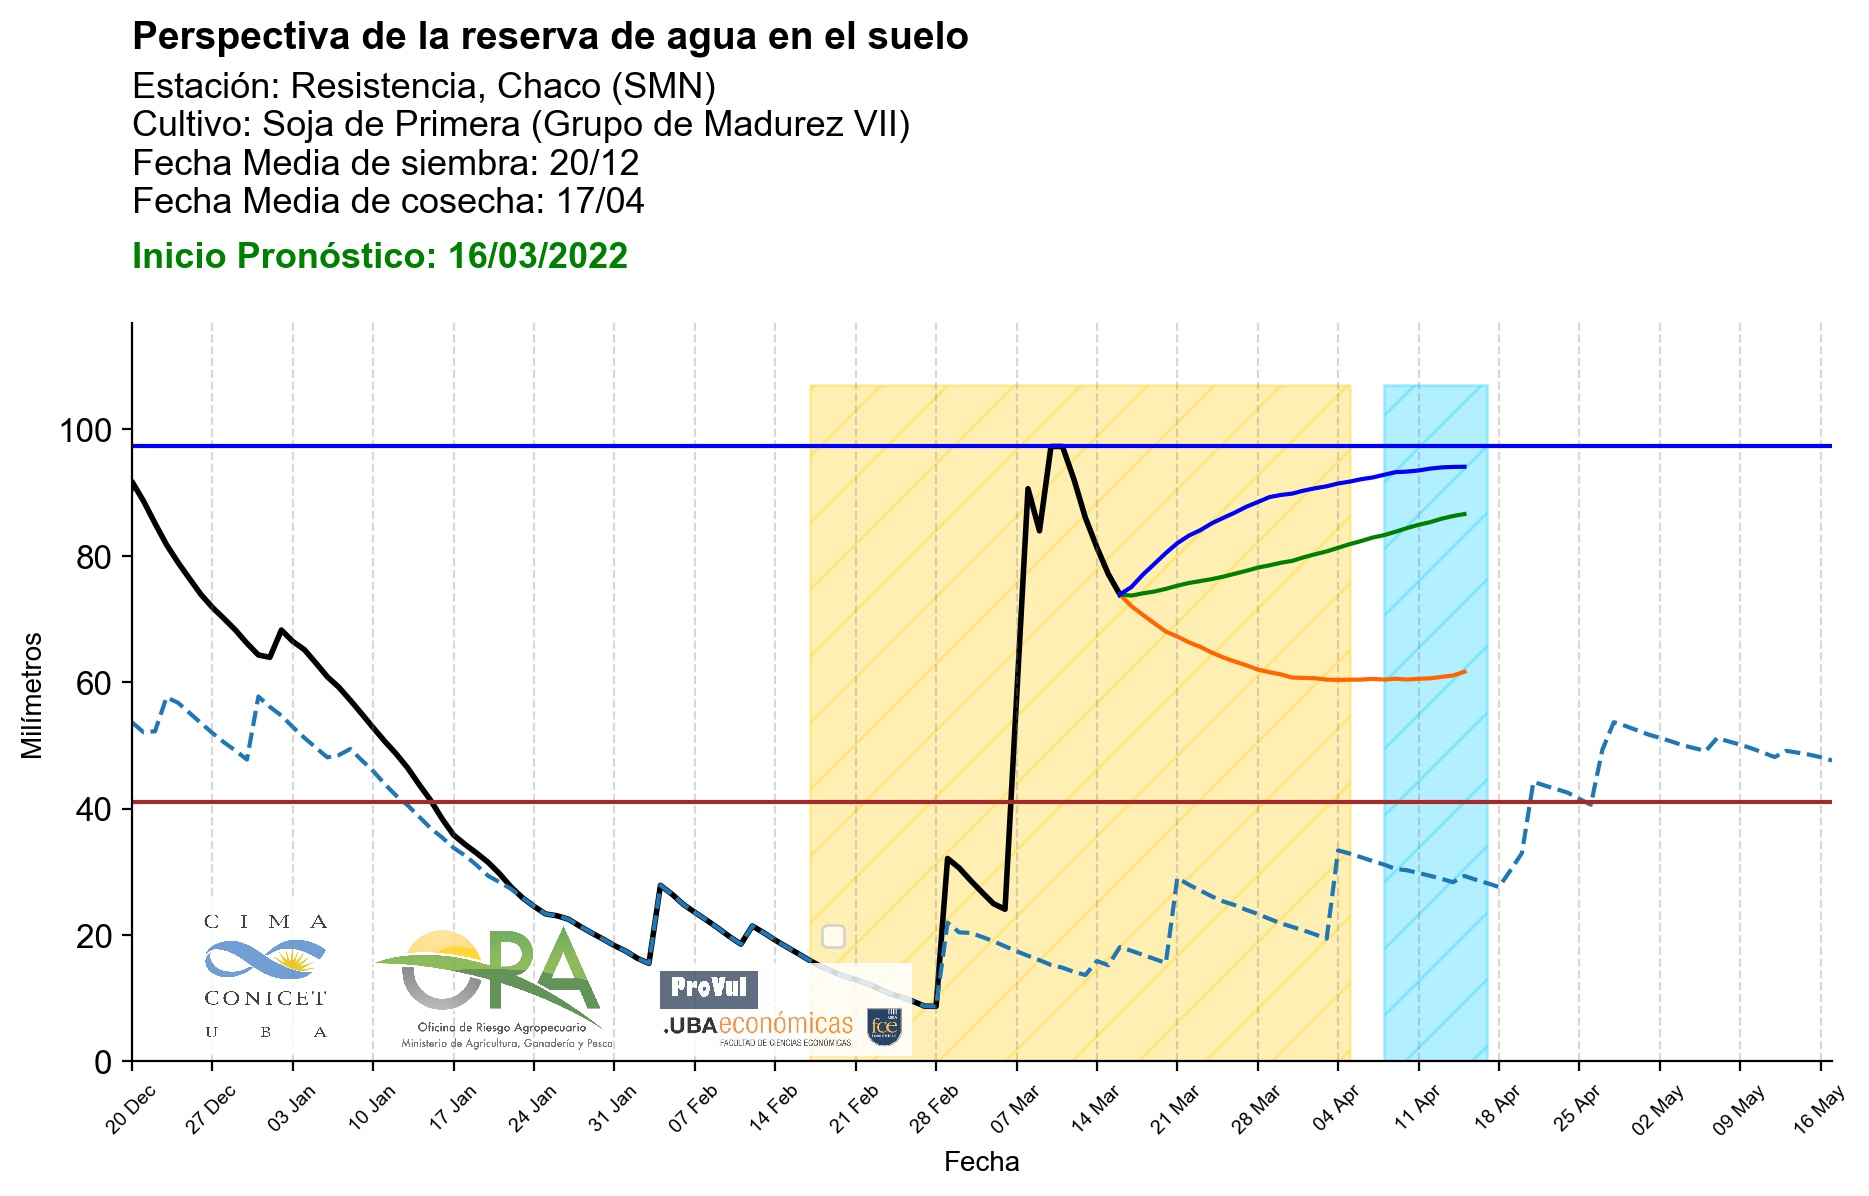 Perspectiva de la reserva de agua en el suelo
Estación: Resistencia, Chaco (SMN)
Cultivo: Soja de Primera (Grupo de Madurez VII)
Fecha Media de siembra: 20/12
Fecha Media de cosecha: 17/04
Inicio Pronóstico: 16/03/2022
Milímetros
100
80
60
40
20
0
C I M A
CONICET
U B A
ORA
Oficina de Riesgo Agropecuario
Ministerio de Agricultura, Ganadería y Pesca
ProVul
.UBAeconómicas
FACULTAD DE CIENCIAS ECONÓMICAS
UBA
fce
20 Dec
27 Dec
03 Jan
10 Jan
17 Jan
24 Jan
31 Jan
07 Feb
14 Feb
21 Feb
28 Feb
07 Mar
14 Mar
21 Mar
28 Mar
04 Apr
11 Apr
18 Apr
25 Apr
02 May
09 May
16 May
Fecha